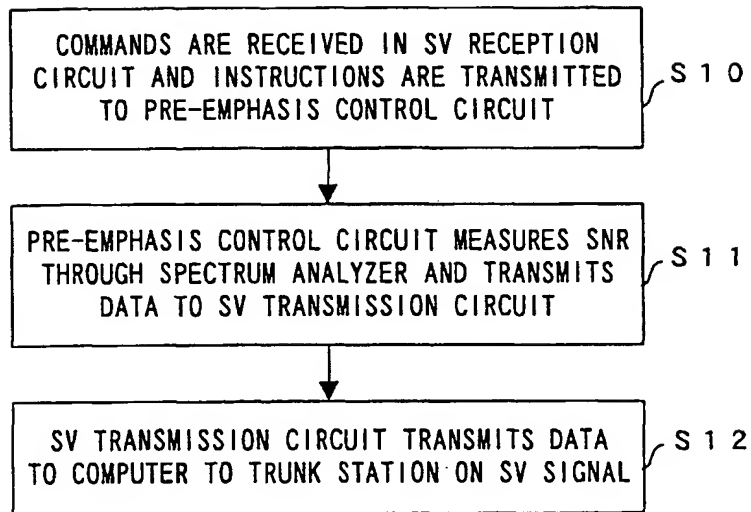 COMMANDS ARE RECEIVED IN SV RECEPTION
CIRCUIT AND INSTRUCTIONS ARE TRANSMITTED
TO PRE-EMPHASIS CONTROL CIRCUIT
S10
PRE-EMPHASIS CONTROL CIRCUIT MEASURES SNR
THROUGH SPECTRUM ANALYZER AND TRANSMITS
DATA TO SV TRANSMISSION CIRCUIT
S11
SV TRANSMISSION CIRCUIT TRANSMITS DATA
TO COMPUTER TO TRUNK STATION ON SV SIGNAL
S12